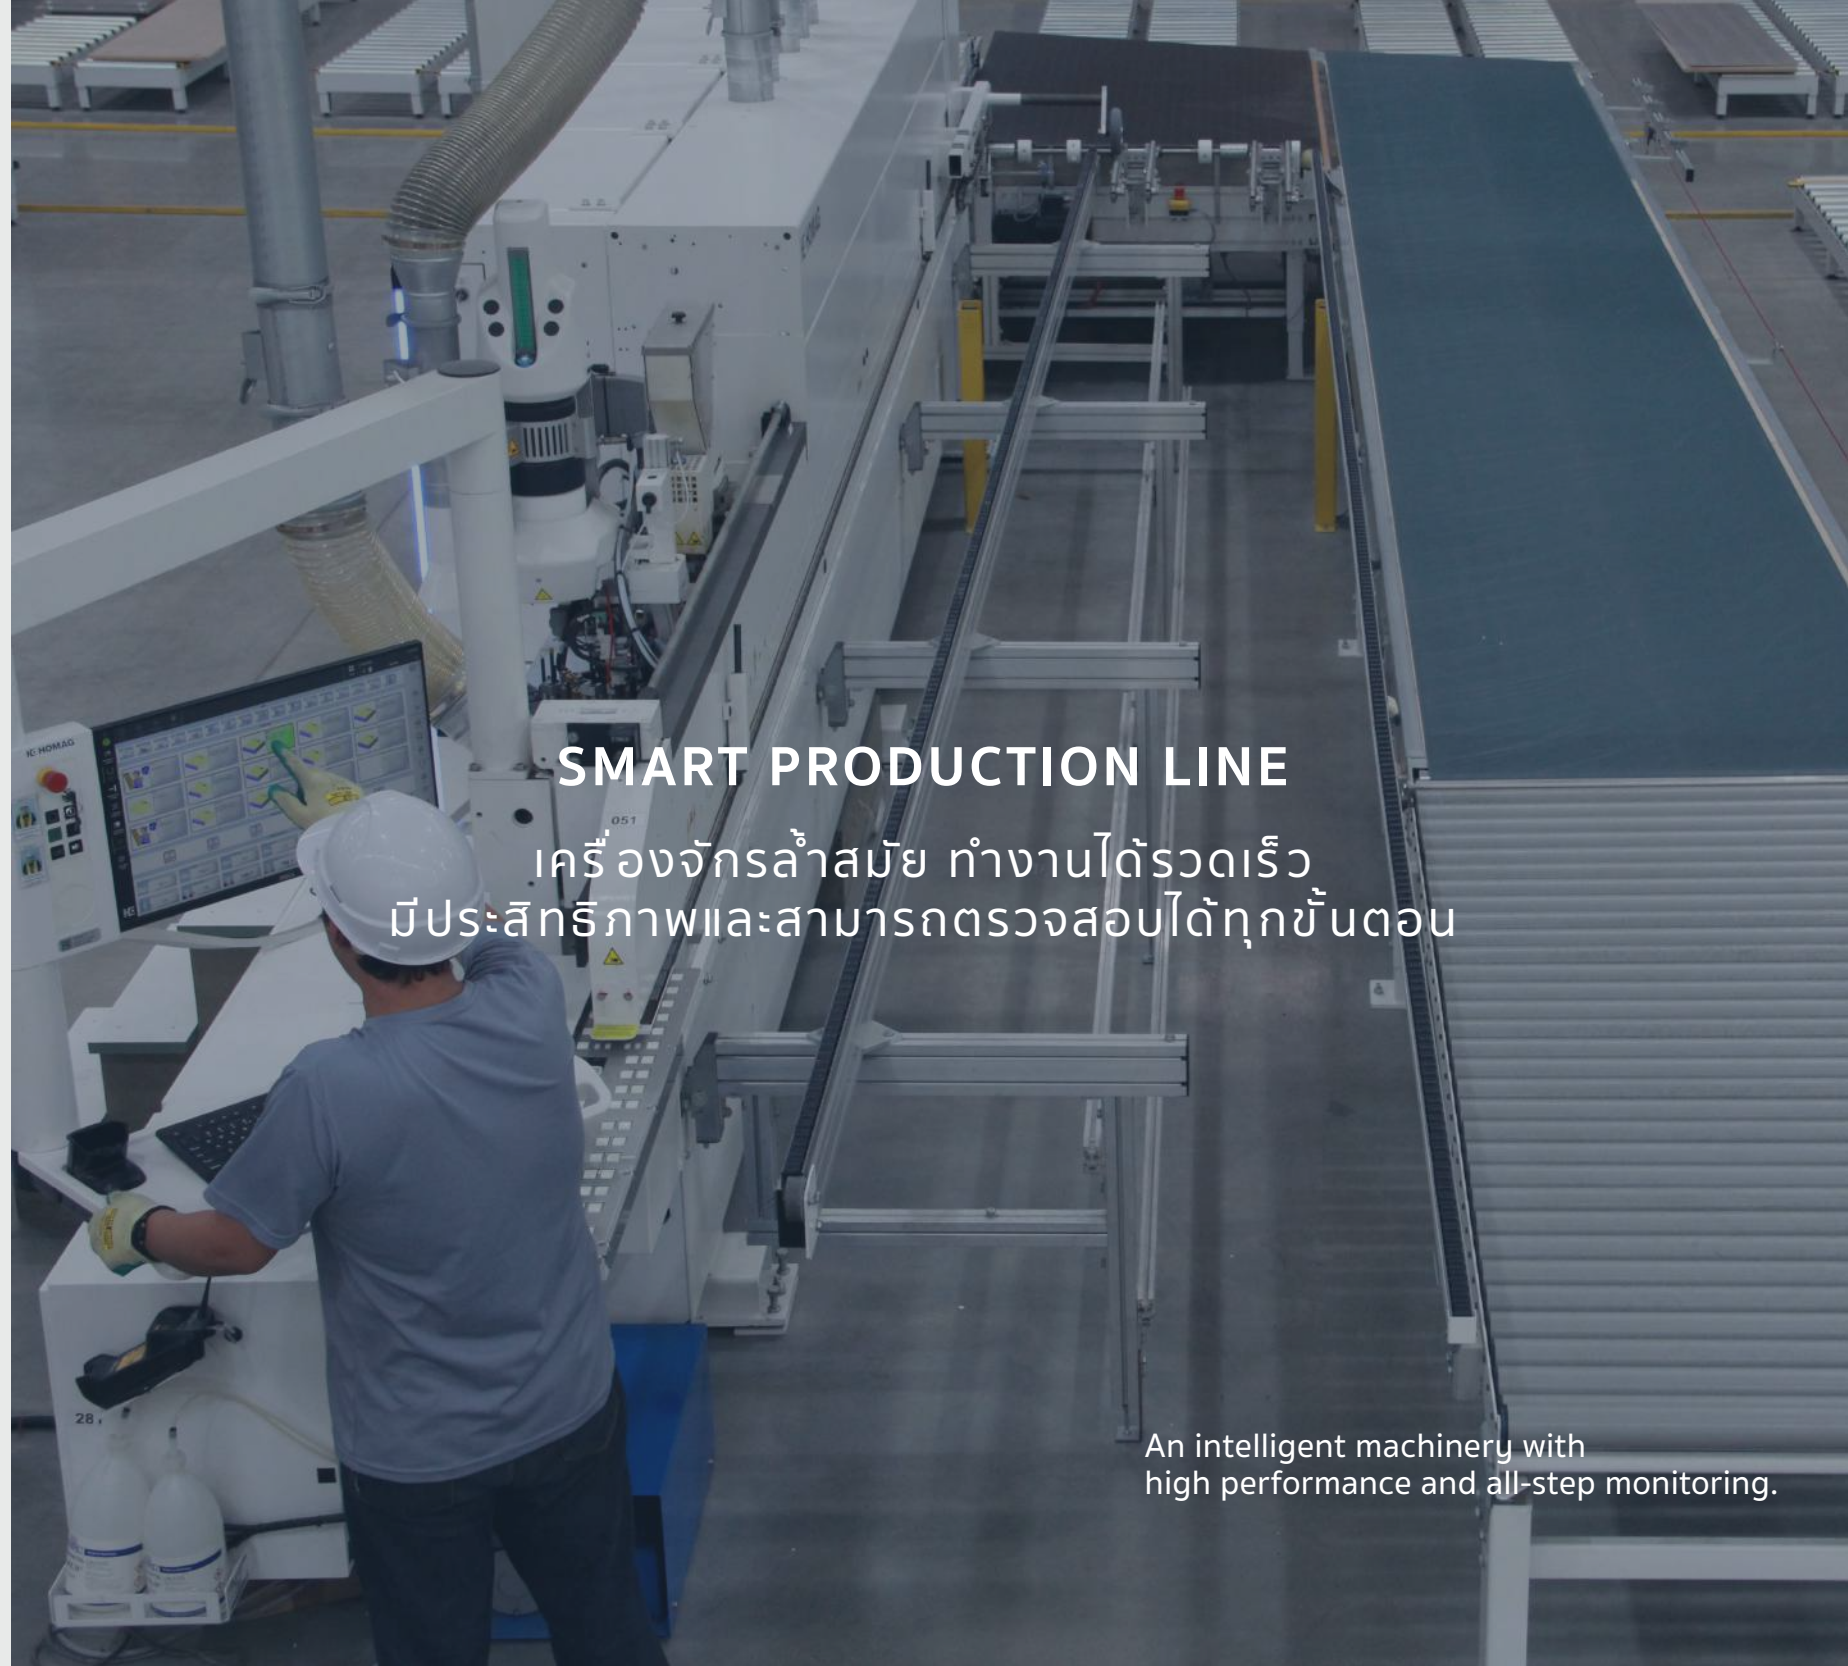 HOMAG
SMART PRODUCTION LINE
051
เครื่องจักรล้ำสมัย ทำงานได้รวดเร็ว
มีประสิทธิภาพและสามารถตรวจสอบได้ทุกขั้นตอน
28
An intelligent machinery with
high performance and all-step monitoring.